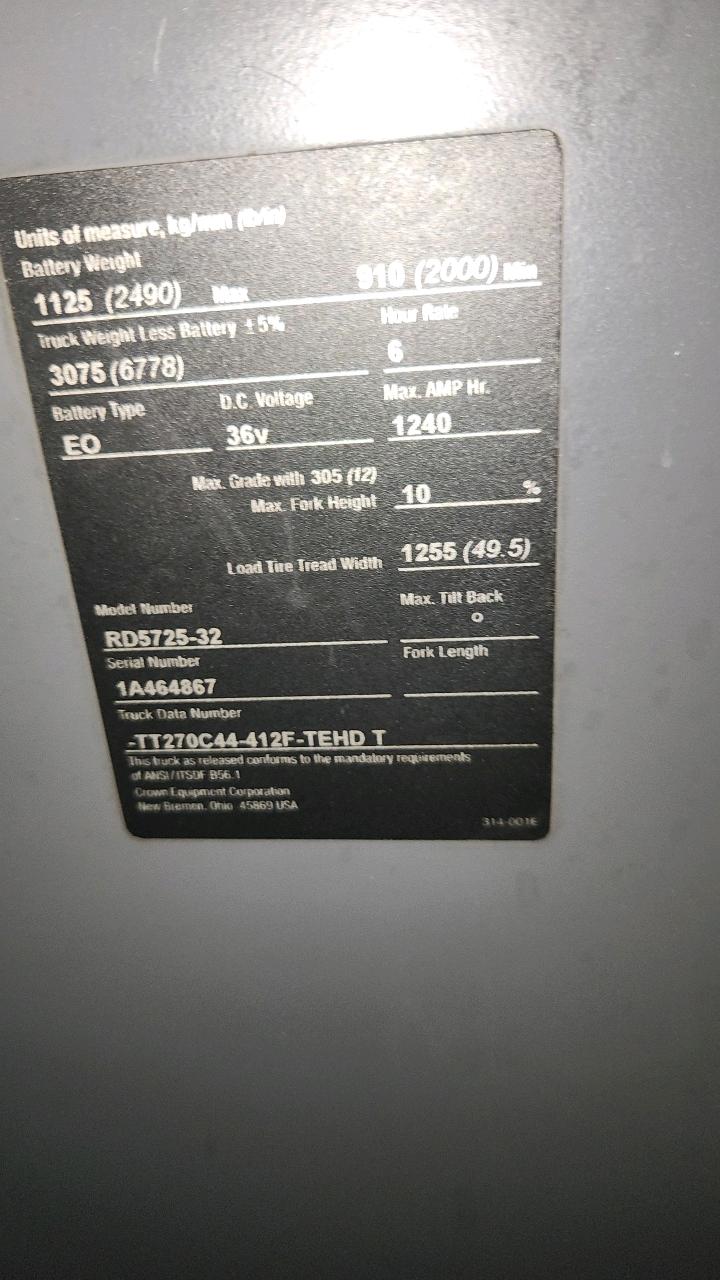 Units of measure, kg/mm (lb/in)
Battery Weight
1125 (2490) Max 910 (2000) Min
Truck Weight Less Battery ±5% Hour Rate
3075 (6778) 6
Battery Type D.C. Voltage Max. AMP Hr.
EO 36v 1240
Max. Grade with 305 (12)
Max. Fork Height 10 %
Load Tire Tread Width 1255 (49.5)
Model Number Max. Tilt Back
RD5725-32 °
Serial Number Fork Length
1A464867
Truck Data Number
-TT270C44-412F-TEHD T
This truck as released conforms to the mandatory requirements
of ANSI/ITSDF B56.1
Crown Equipment Corporation
New Bremen, Ohio 45869 USA
314-001E